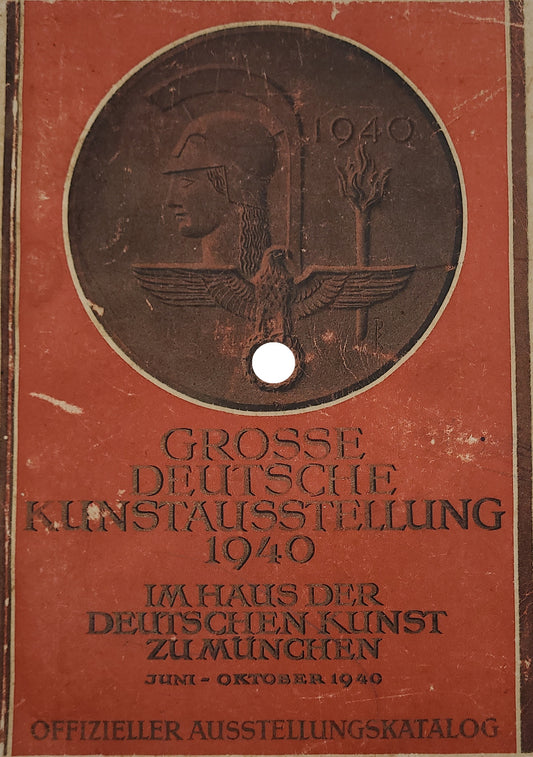 1940
GROSSE
DEUTSCHE
KUNSTAUSSTELLUNG
1940
IM HAUS DER
DEUTSCHEN KUNST
ZU MÜNCHEN
JUNI - OKTOBER 1940
OFFIZIELLER AUSSTELLUNGSKATALOG